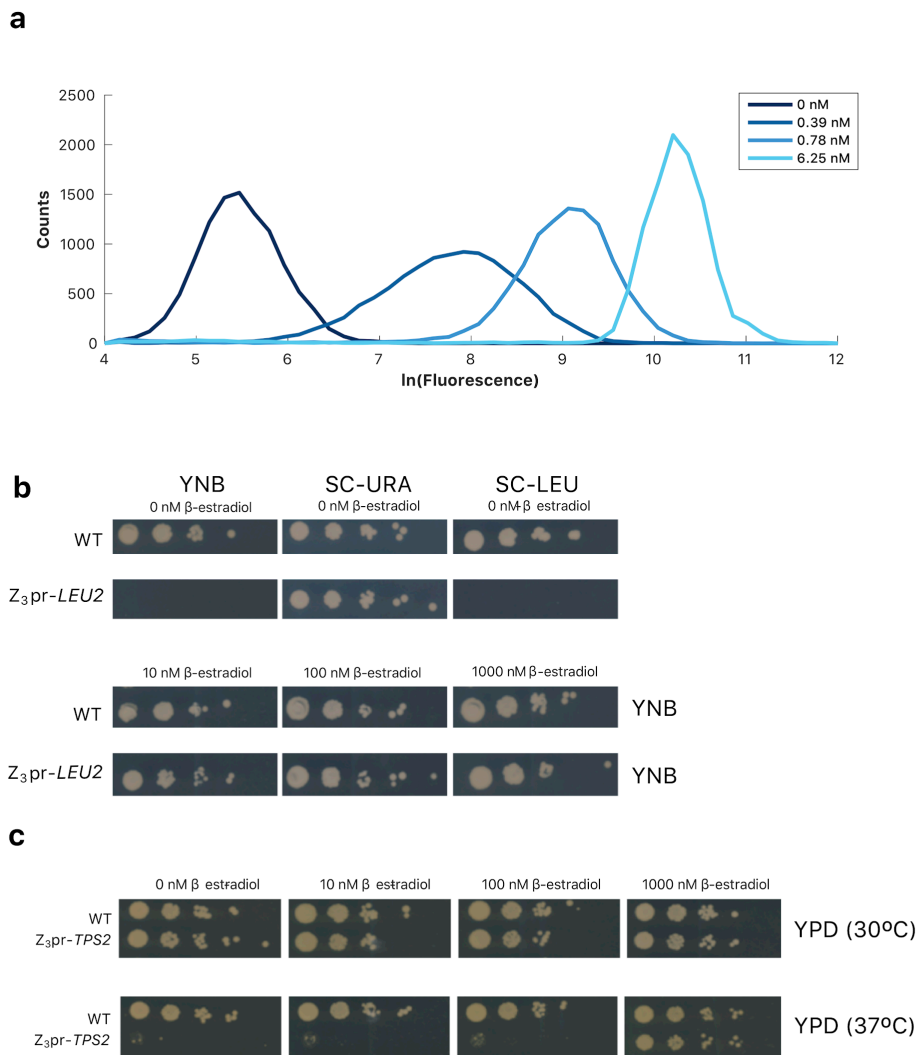 a
2500
2000
1500
1000
500
0
Counts
4 5 6 7 8 9 10 11 12
ln(Fluorescence)
0 nM
0.39 nM
0.78 nM
6.25 nM
b
YNB SC-URA SC-LEU
0 nM β-estradiol 0 nM β-estradiol 0 nM+β estradiol
WT
Z3pr-LEU2
10 nM β-estradiol 100 nM β-estradiol 1000 nM β-estradiol
WT YNB
Z3pr-LEU2 YNB
c
0 nM β estradiol 10 nM β estradiol 100 nM β-estradiol 1000 nM β-estradiol
WT
Z3pr-TPS2
YPD (30ºC)
WT
Z3pr-TPS2
YPD (37ºC)